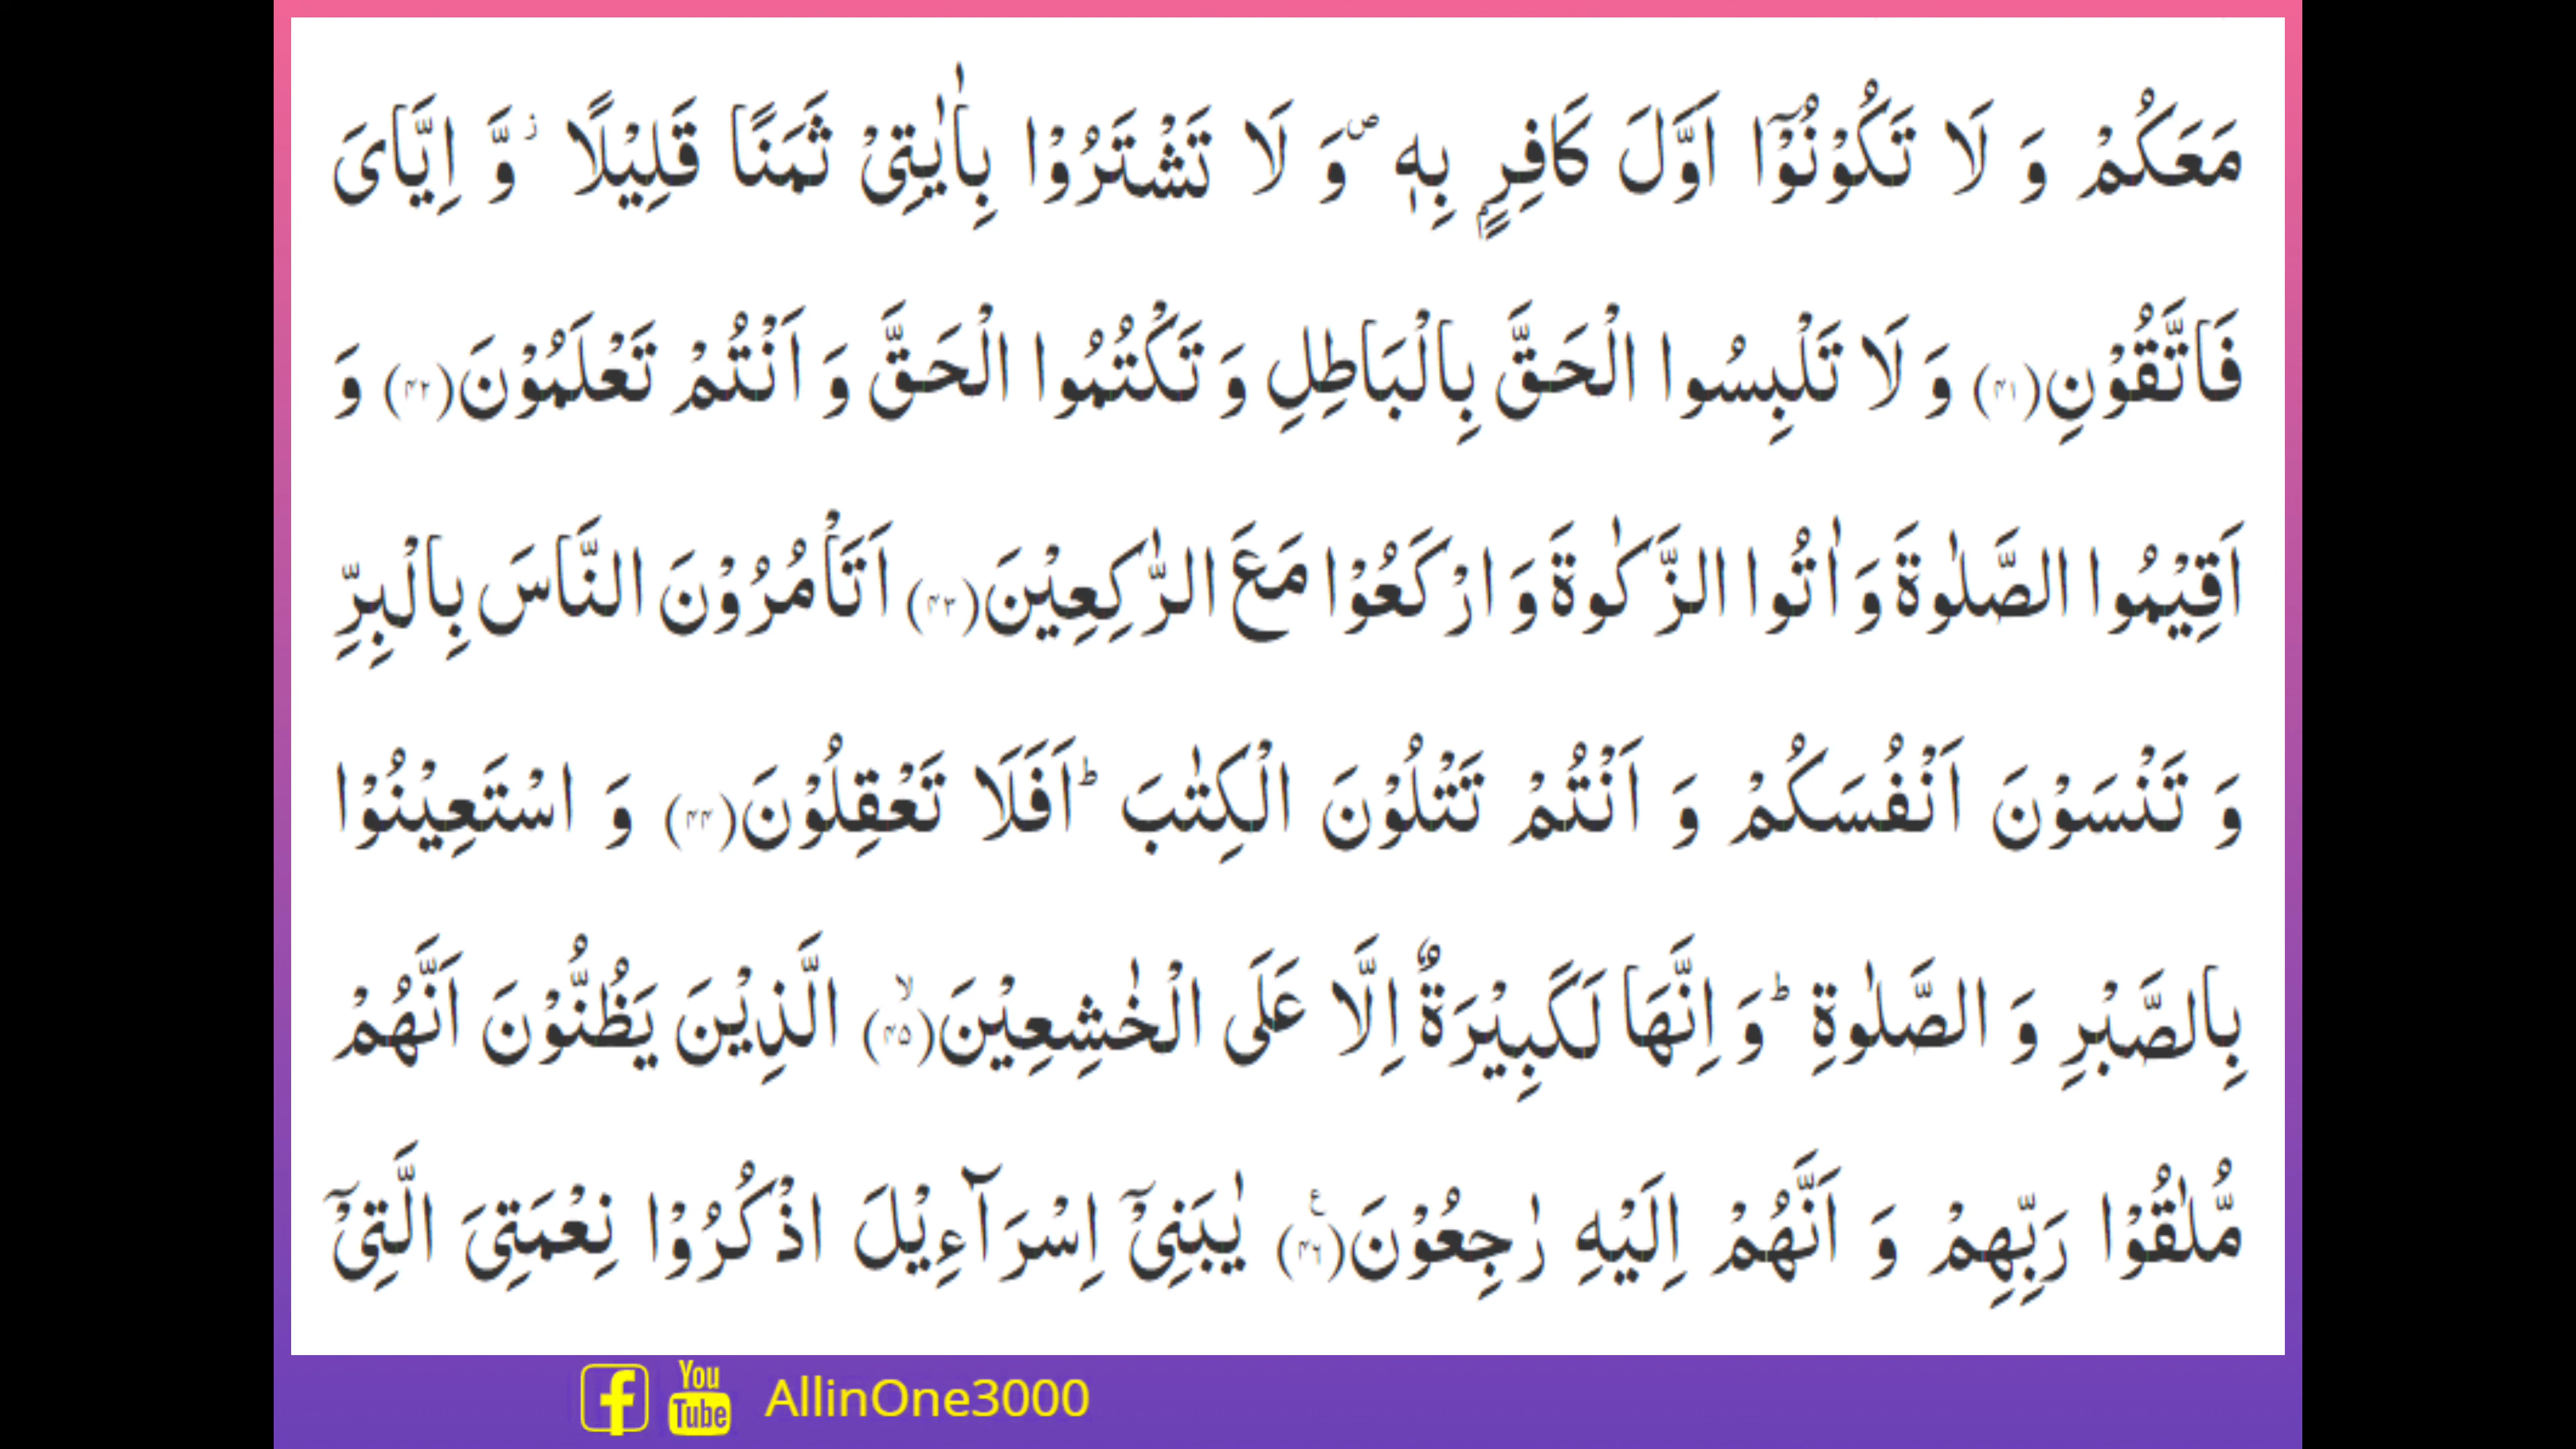 مَعَكُمْ وَ لَا تَكُوْنُوْۤا اَوَّلَ كَافِرٍۭ بِهٖ ۪ وَ لَا تَشْتَرُوْا بِاٰیٰتِیْ ثَمَنًا قَلِیْلًا ٘ وَّ اِیَّایَ
فَاتَّقُوْنِ(۴۱) وَ لَا تَلْبِسُوا الْحَقَّ بِالْبَاطِلِ وَ تَكْتُمُوا الْحَقَّ وَ اَنْتُمْ تَعْلَمُوْنَ(۴۲) وَ
اَقِیْمُوا الصَّلٰوةَ وَ اٰتُوا الزَّكٰوةَ وَ ارْكَعُوْا مَعَ الرّٰكِعِیْنَ(۴۳) اَتَاْمُرُوْنَ النَّاسَ بِالْبِرِّ
وَ تَنْسَوْنَ اَنْفُسَكُمْ وَ اَنْتُمْ تَتْلُوْنَ الْكِتٰبَ ؕ اَفَلَا تَعْقِلُوْنَ(۴۴) وَ اسْتَعِیْنُوْا
بِالصَّبْرِ وَ الصَّلٰوةِ ؕ وَ اِنَّهَا لَكَبِیْرَةٌ اِلَّا عَلَى الْخٰشِعِیْنَۙ(۴۵) الَّذِیْنَ یَظُنُّوْنَ اَنَّهُمْ
مُّلٰقُوْا رَبِّهِمْ وَ اَنَّهُمْ اِلَیْهِ رٰجِعُوْنَ۠(۴۶) یٰبَنِیْۤ اِسْرَآءِیْلَ اذْكُرُوْا نِعْمَتِیَ الَّتِیْۤ
f You Tube AllinOne3000